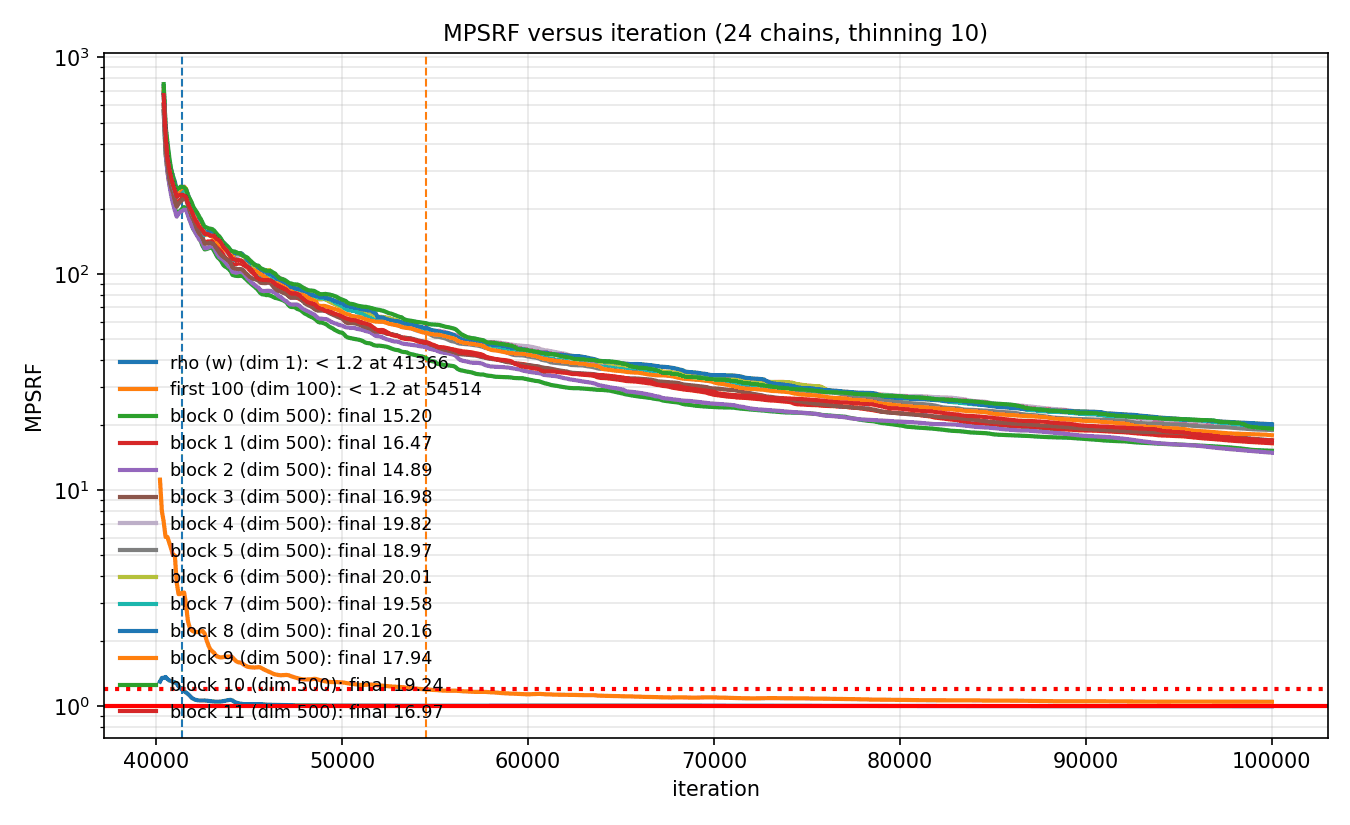 MPSRF versus iteration (24 chains, thinning 10)
10³
10²
10¹
10⁰
MPSRF
rho (w) (dim 1): < 1.2 at 41366
first 100 (dim 100): < 1.2 at 54514
block 0 (dim 500): final 15.20
block 1 (dim 500): final 16.47
block 2 (dim 500): final 14.89
block 3 (dim 500): final 16.98
block 4 (dim 500): final 19.82
block 5 (dim 500): final 18.97
block 6 (dim 500): final 20.01
block 7 (dim 500): final 19.58
block 8 (dim 500): final 20.16
block 9 (dim 500): final 17.94
block 10 (dim 500): final 19.24
block 11 (dim 500): final 16.97
40000 50000 60000 70000 80000 90000 100000
iteration